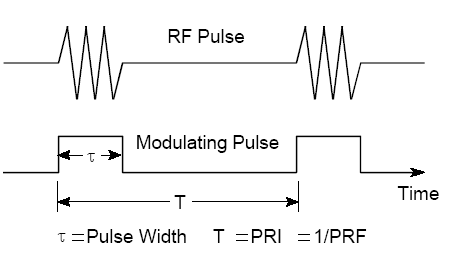 RF Pulse
Modulating Pulse
τ
Time
T
τ =Pulse Width T =PRI =1/PRF